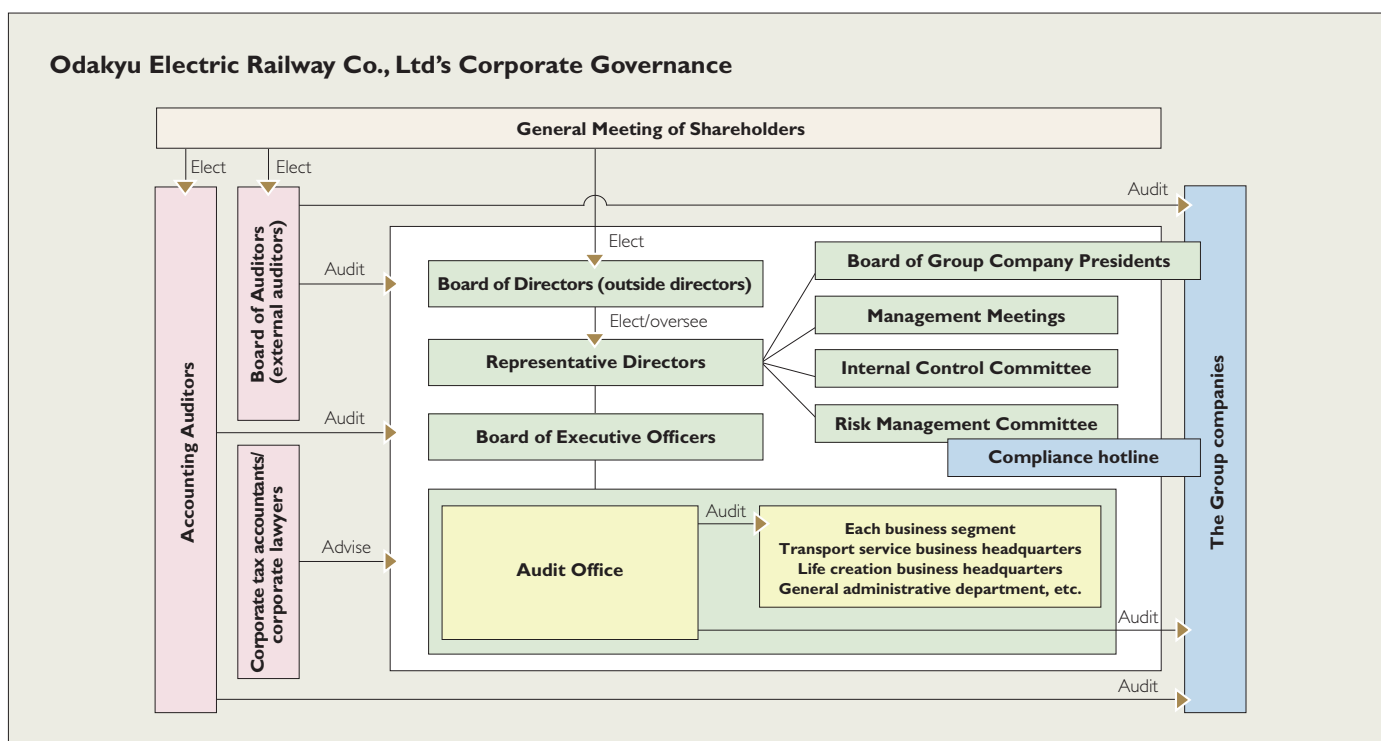 Odakyu Electric Railway Co., Ltd's Corporate Governance
General Meeting of Shareholders
Elect
Elect
Elect
Accounting Auditors
Board of Auditors
(external auditors)
Corporate tax accountants/
corporate lawyers
Audit
Audit
Advise
Board of Directors (outside directors)
Elect/oversee
Representative Directors
Board of Executive Officers
Board of Group Company Presidents
Management Meetings
Internal Control Committee
Risk Management Committee
Compliance hotline
Audit Office
Audit
Each business segment
Transport service business headquarters
Life creation business headquarters
General administrative department, etc.
Audit
Audit
Audit
The Group companies